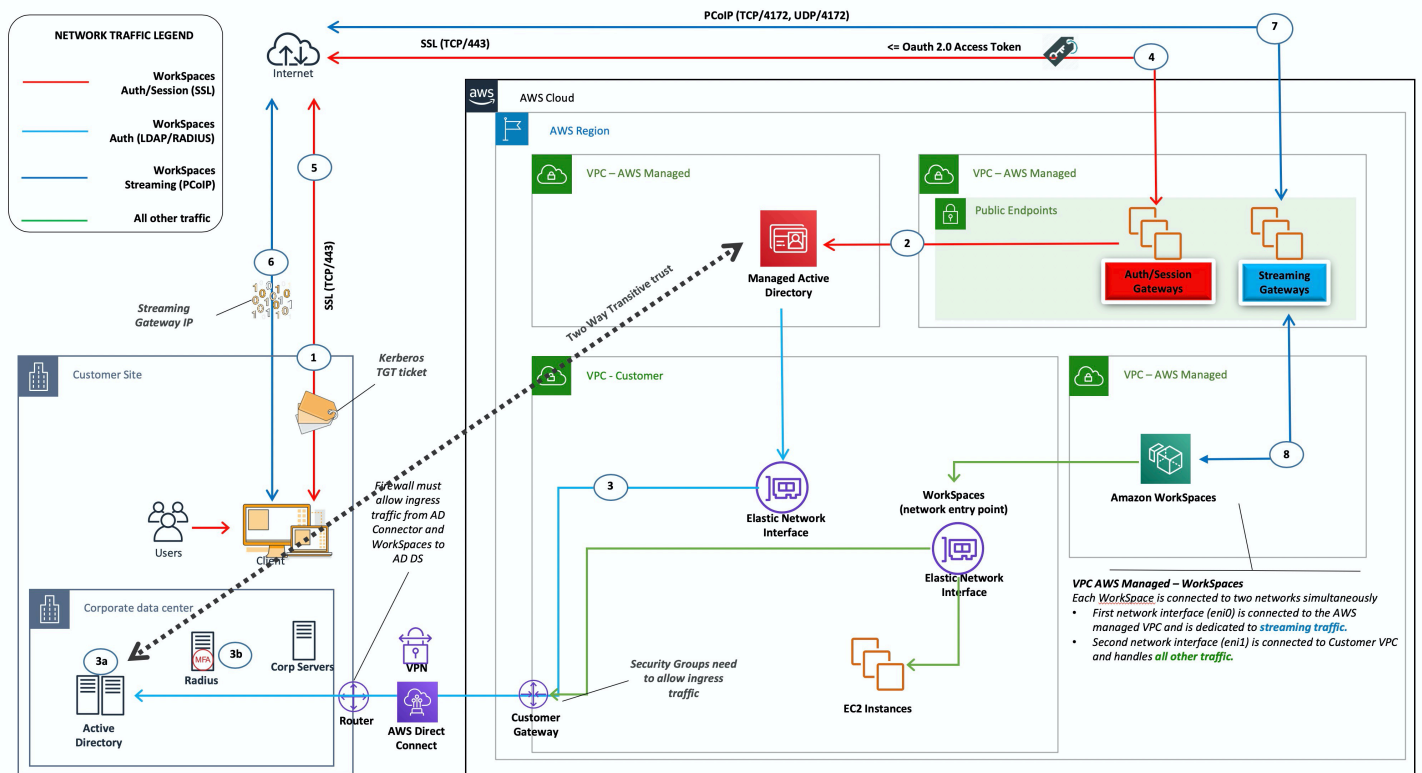 NETWORK TRAFFIC LEGEND
WorkSpaces
Auth/Session (SSL)
WorkSpaces
Auth (LDAP/RADIUS)
WorkSpaces
Streaming (PCoIP)
All other traffic
PCoIP (TCP/4172, UDP/4172)
7
SSL (TCP/443)
<= Oauth 2.0 Access Token
4
Internet
aws
AWS Cloud
AWS Region
VPC – AWS Managed
VPC – AWS Managed
Public Endpoints
5
6
SSL (TCP/443)
Streaming
Gateway IP
1
Kerberos
TGT ticket
Managed Active
Directory
2
Auth/Session
Gateways
Streaming
Gateways
Two Way Transitive trust
Customer Site
VPC - Customer
VPC – AWS Managed
Users
Client
Firewall must
allow ingress
traffic from AD
Connector and
WorkSpaces to
AD DS
3
Elastic Network
Interface
WorkSpaces
(network entry point)
Elastic Network
Interface
8
Amazon WorkSpaces
VPC AWS Managed – WorkSpaces
Each WorkSpace is connected to two networks simultaneously
• First network interface (eni0) is connected to the AWS
managed VPC and is dedicated to streaming traffic.
• Second network interface (eni1) is connected to Customer VPC
and handles all other traffic.
Corporate data center
3a
MFA
3b
Radius
Corp Servers
Active
Directory
Router
VPN
AWS Direct
Connect
Customer
Gateway
Security Groups need
to allow ingress
traffic
EC2 Instances